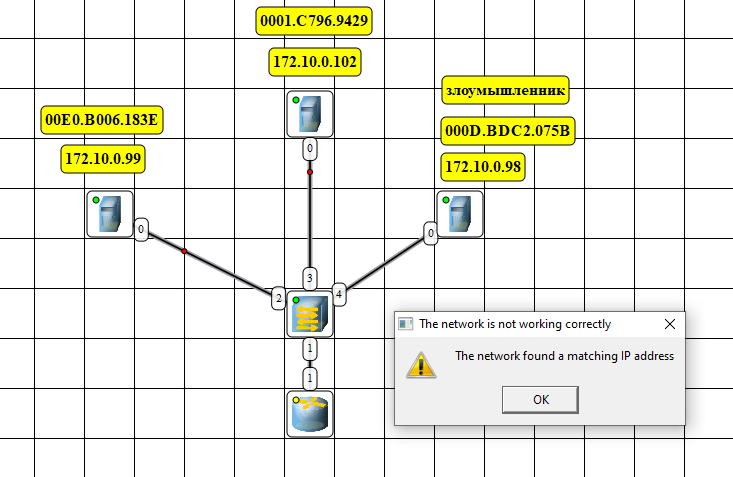 0001.C796.9429
172.10.0.102
злоумышленник
00E0.B006.183E
000D.BDC2.075B
172.10.0.99
172.10.0.98
0
0
0
3
2
4
1
1
The network is not working correctly
The network found a matching IP address
OK